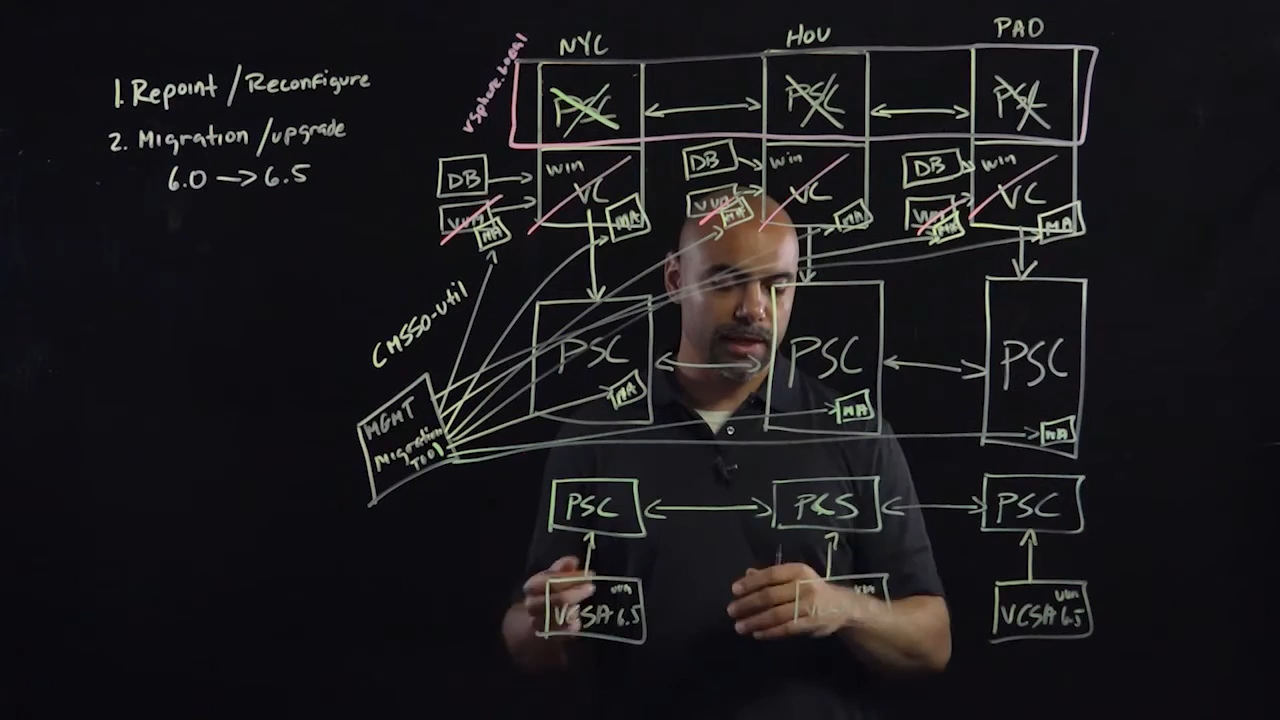 NYC
HOU
PAO
1. Repoint / Reconfigure
2. Migration / upgrade
6.0 → 6.5
vsphere.local
PSC
PSC
PSC
DB
WIN
VC
VUM
MA
MA
DB
WIN
VC
VUM
MA
MA
DB
WIN
VC
VUM
MA
MA
CMSSO-util
PSC
MA
PSC
MA
PSC
MA
MGMT
Migration
TOOl
PSC
PCS
PSC
VUM
VCSA 6.5
VUM
VUM
VCSA 6.5